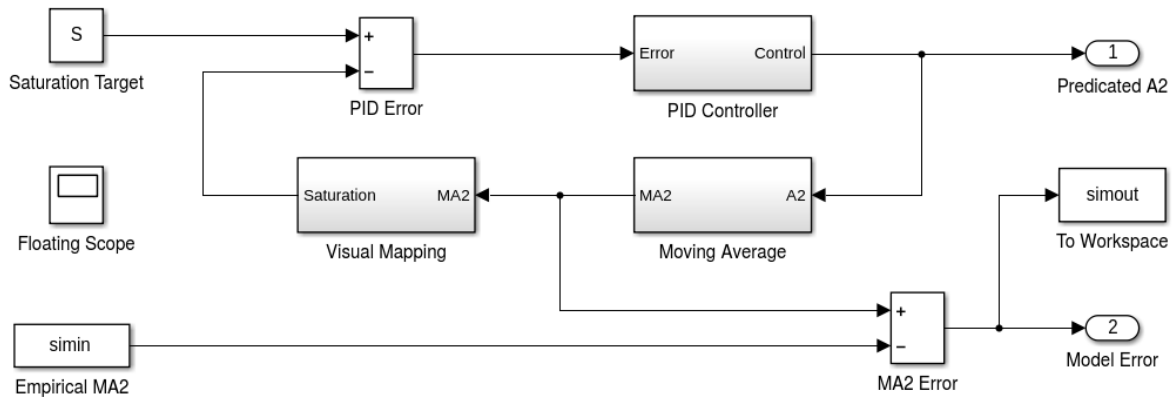 S
Saturation Target
+
−
PID Error
Error
Control
PID Controller
1
Predicated A2
Floating Scope
Saturation
MA2
Visual Mapping
MA2
A2
Moving Average
simout
To Workspace
simin
Empirical MA2
+
−
MA2 Error
2
Model Error